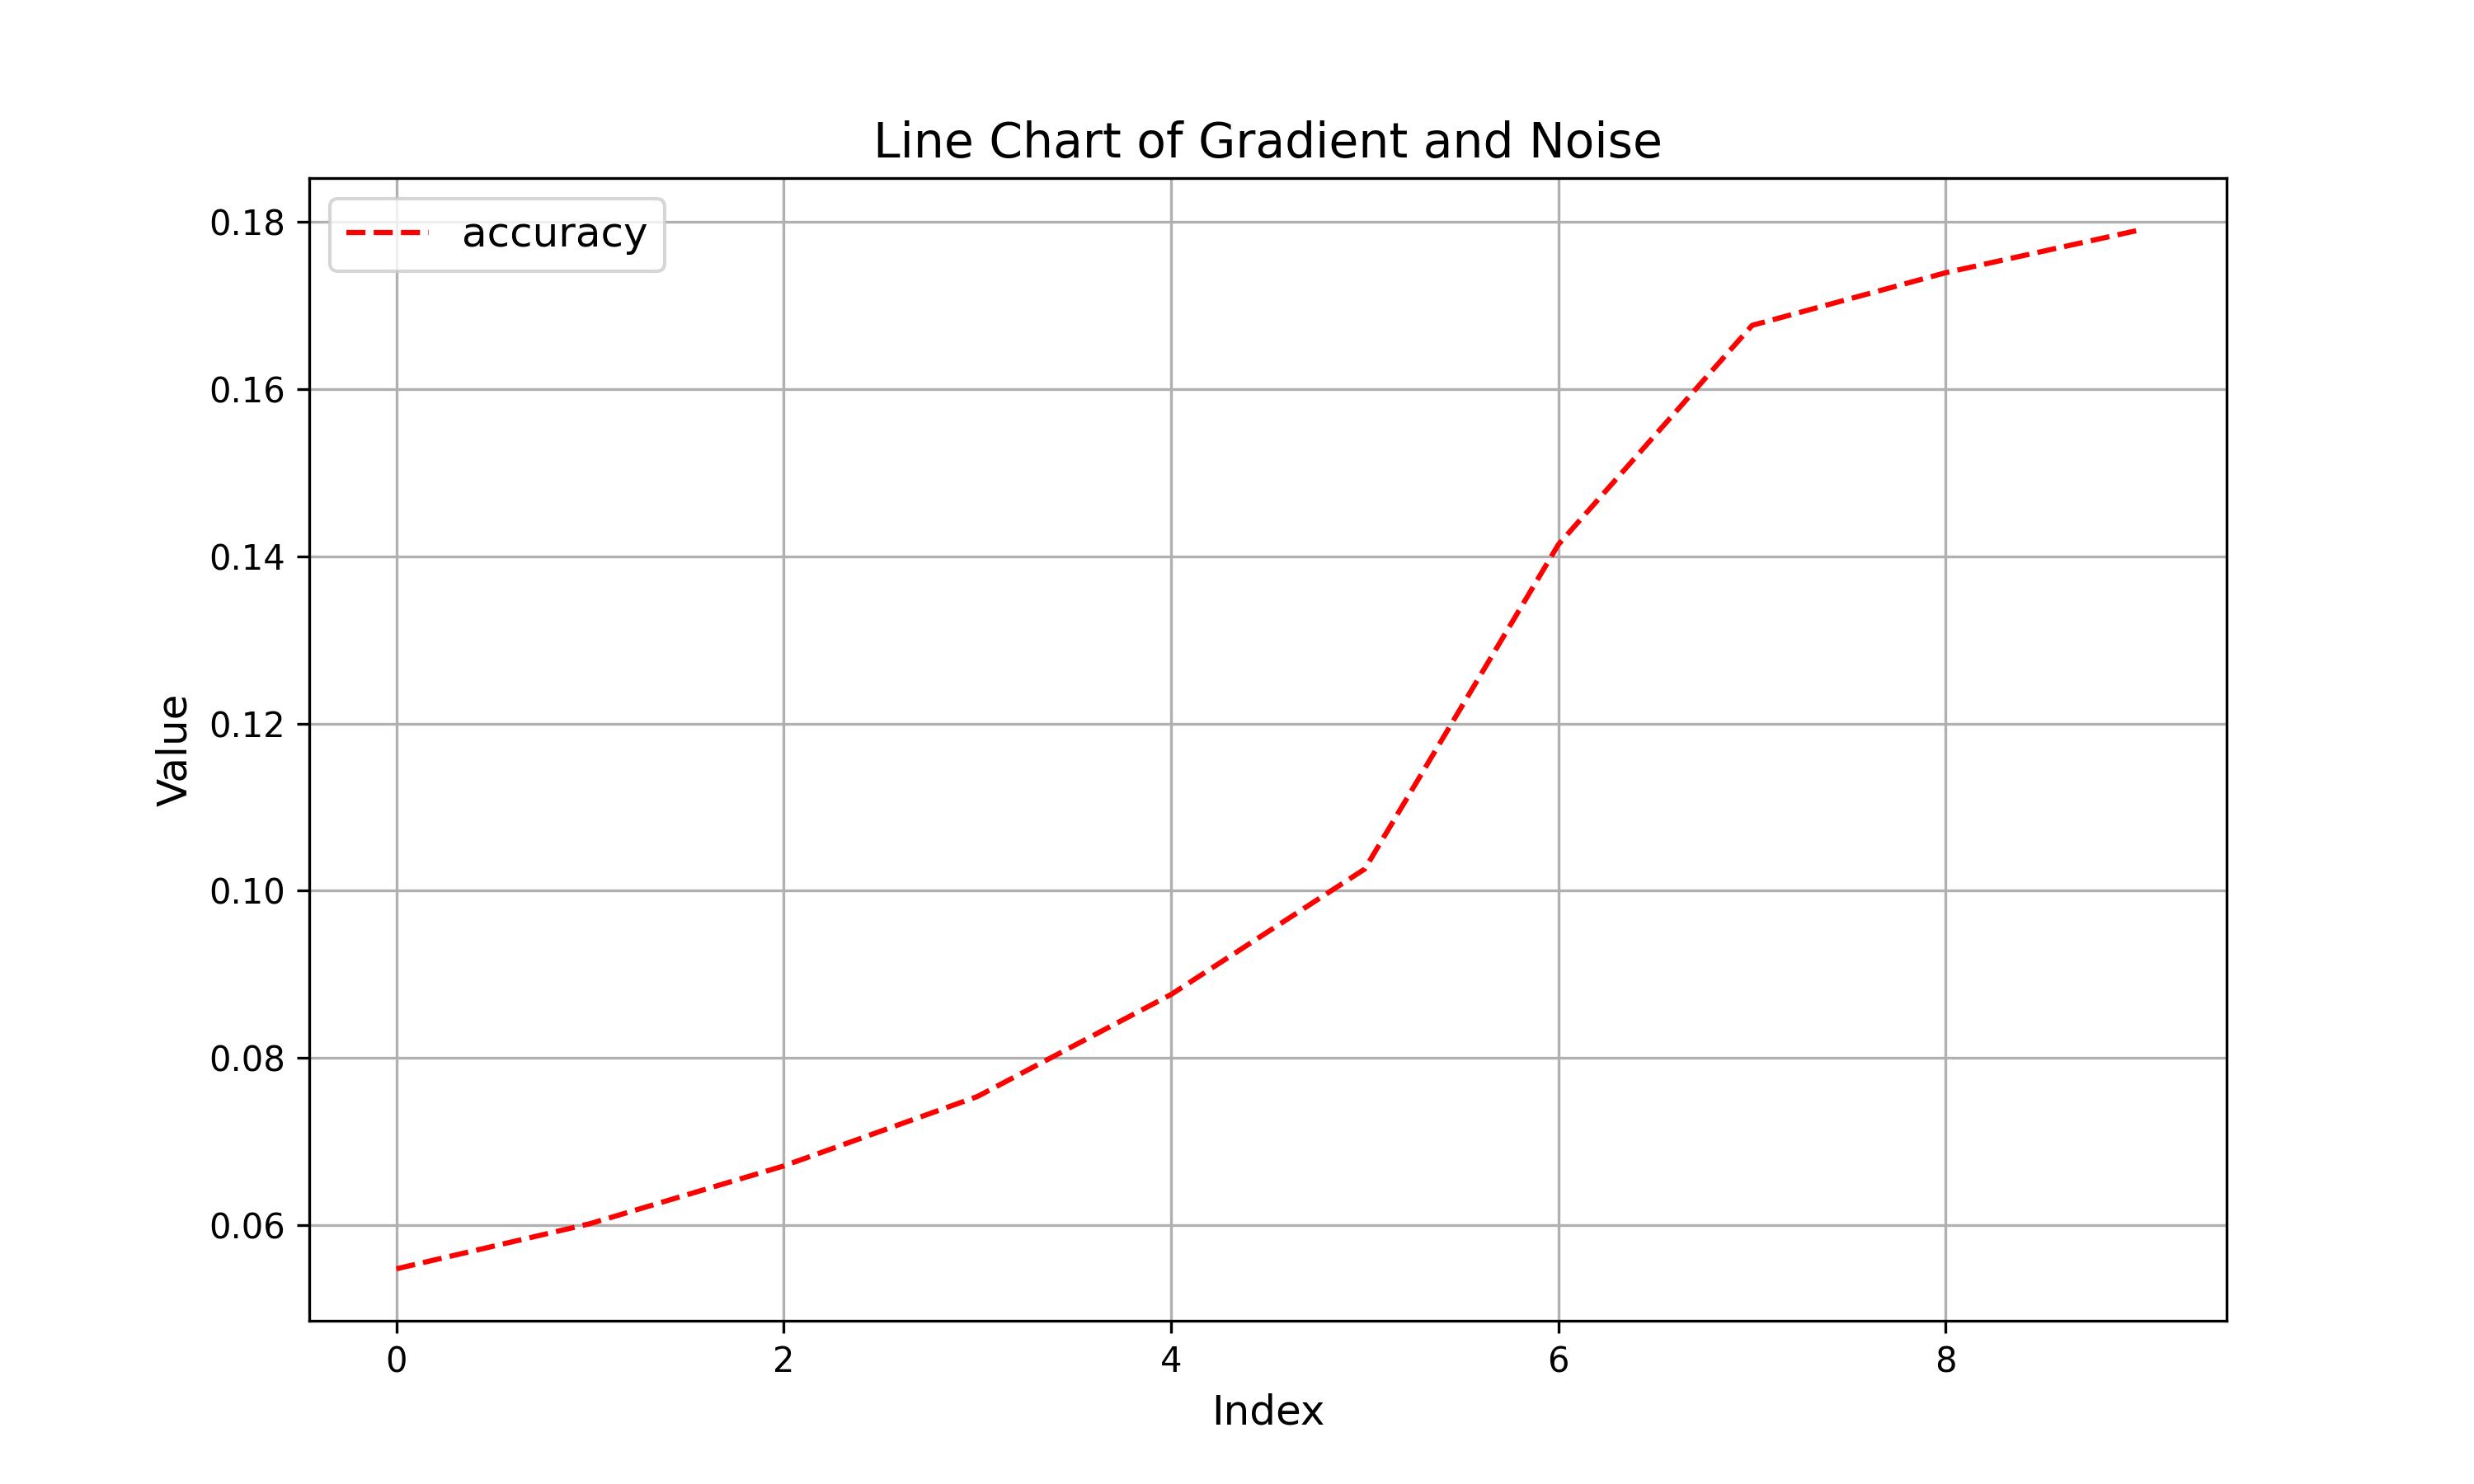 Line Chart of Gradient and Noise
accuracy
0.18
0.16
0.14
0.12
0.10
0.08
0.06
Value
0 2 4 6 8
Index